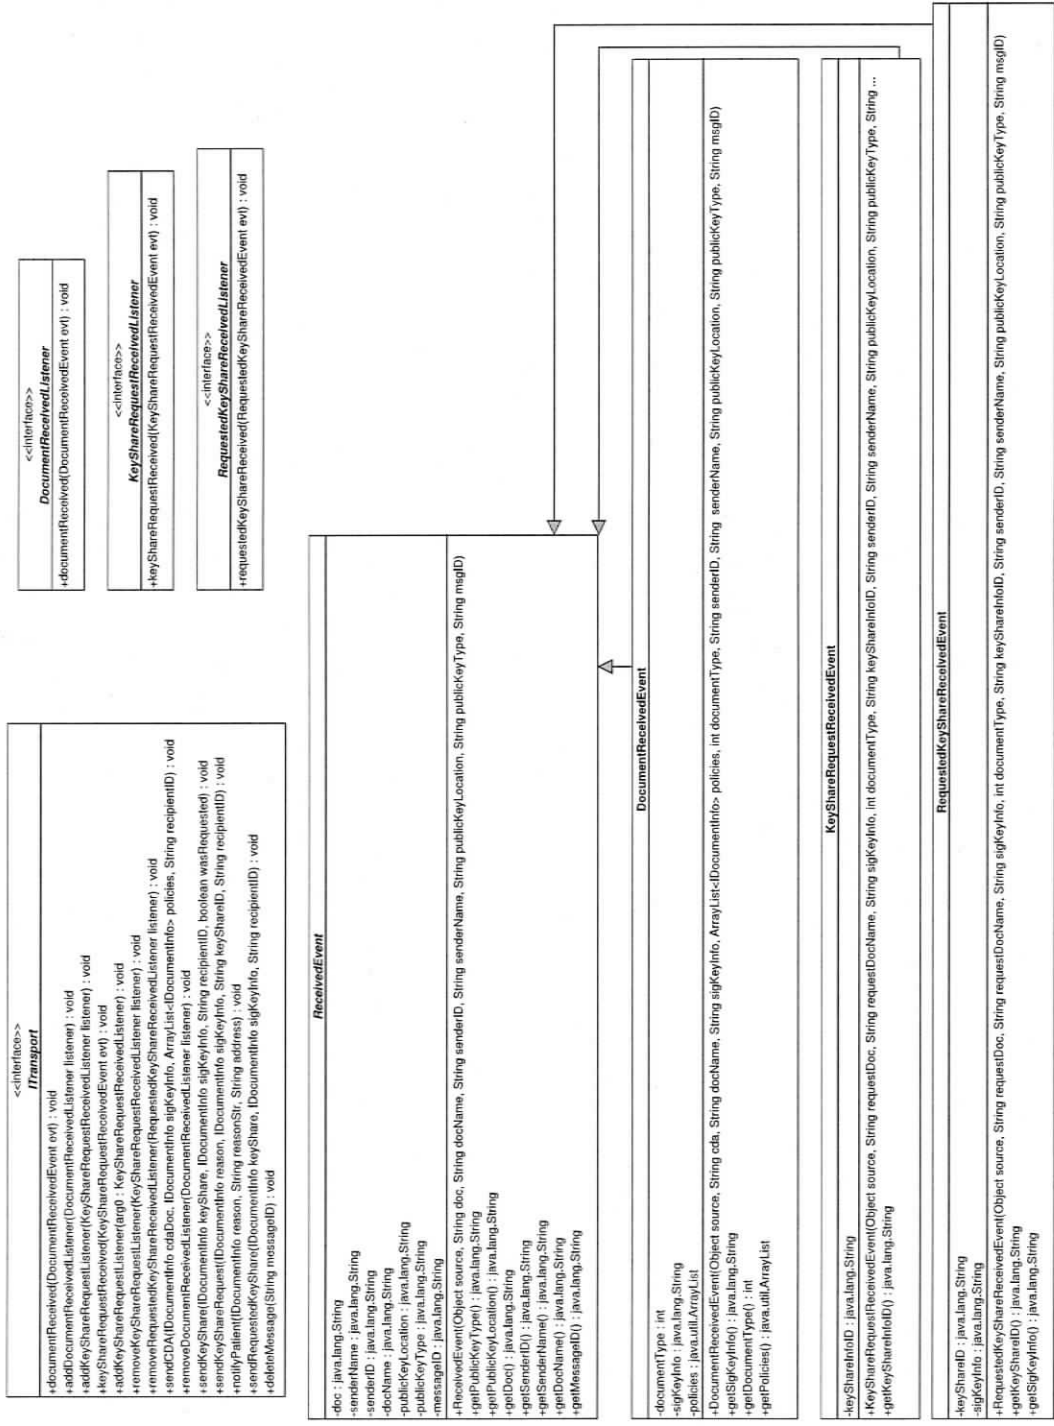 <<interface>>
ITransport
+documentReceived(DocumentReceivedEvent evt) : void
+addDocumentReceivedListener(DocumentReceivedListener listener) : void
+addKeyShareRequestListener(KeyShareRequestReceivedListener listener) : void
+keyShareRequestReceived(KeyShareRequestReceivedEvent evt) : void
+addKeyShareRequestListener(arg0 : KeyShareRequestReceivedListener) : void
+removeKeyShareRequestListener(KeyShareRequestReceivedListener listener) : void
+removeRequestedKeyShareReceivedListener(RequestedKeyShareReceivedListener listener) : void
+sendCDA(IDocumentInfo cdaDoc, IDocumentInfo sigKeyInfo, ArrayList<IDocumentInfo> policies, String recipientID) : void
+removeDocumentReceivedListener(DocumentReceivedListener listener) : void
+sendKeyShare(IDocumentInfo keyShare, IDocumentInfo sigKeyInfo, String recipientID, boolean wasRequested) : void
+sendKeyShareRequest(IDocumentInfo reason, IDocumentInfo sigKeyInfo, String keyShareID, String recipientID) : void
+notifyPatient(IDocumentInfo reason, String reasonStr, String address) : void
+sendRequestedKeyShare(IDocumentInfo keyShare, IDocumentInfo sigKeyInfo, String recipientID) : void
+deleteMessage(String messageID) : void
<<interface>>
DocumentReceivedListener
+documentReceived(DocumentReceivedEvent evt) : void
<<interface>>
KeyShareRequestReceivedListener
+keyShareRequestReceived(KeyShareRequestReceivedEvent evt) : void
<<interface>>
RequestedKeyShareReceivedListener
+requestedKeyShareReceived(RequestedKeyShareReceivedEvent evt) : void
ReceivedEvent
-doc : java.lang.String
-senderName : java.lang.String
-senderID : java.lang.String
-docName : java.lang.String
-publicKeyLocation : java.lang.String
-publicKeyType : java.lang.String
-messageID : java.lang.String
+ReceivedEvent(Object source, String doc, String docName, String senderID, String senderName, String publicKeyLocation, String publicKeyType, String msgID)
+getPublicKeyType() : java.lang.String
+getPublicKeyLocation() : java.lang.String
+getDoc() : java.lang.String
+getSenderID() : java.lang.String
+getSenderName() : java.lang.String
+getDocName() : java.lang.String
+getMessageID() : java.lang.String
DocumentReceivedEvent
-documentType : int
-sigKeyInfo : java.lang.String
-policies : java.util.ArrayList
+DocumentReceivedEvent(Object source, String cda, String docName, String sigKeyInfo, ArrayList<IDocumentInfo> policies, int documentType, String senderID, String senderName, String publicKeyLocation, String publicKeyType, String msgID)
+getSigKeyInfo() : java.lang.String
+getDocumentType() : int
+getPolicies() : java.util.ArrayList
KeyShareRequestReceivedEvent
-keyShareInfoID : java.lang.String
+KeyShareRequestReceivedEvent(Object source, String requestDoc, String requestDocName, String sigKeyInfo, int documentType, String keyShareInfoID, String senderID, String senderName, String publicKeyLocation, String publicKeyType, String ...
+getKeyShareInfoID() : java.lang.String
RequestedKeyShareReceivedEvent
-keyShareID : java.lang.String
-sigKeyInfo : java.lang.String
+RequestedKeyShareReceivedEvent(Object source, String requestDoc, String requestDocName, String sigKeyInfo, int documentType, String keyShareInfoID, String senderID, String senderName, String publicKeyLocation, String publicKeyType, String msgID)
+getKeyShareID() : java.lang.String
+getSigKeyInfo() : java.lang.String